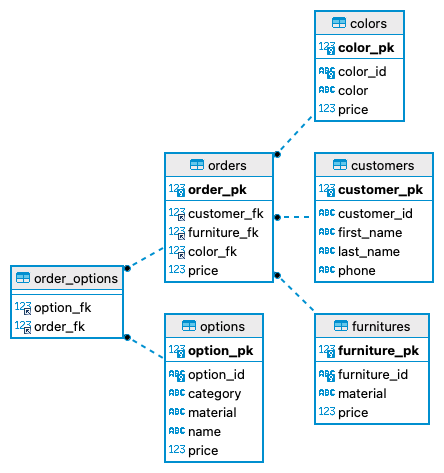 colors
123 color_pk
ABC color_id
ABC color
123 price
orders
123 order_pk
123 customer_fk
123 furniture_fk
123 color_fk
123 price
customers
123 customer_pk
ABC customer_id
ABC first_name
ABC last_name
ABC phone
order_options
123 option_fk
123 order_fk
options
123 option_pk
ABC option_id
ABC category
ABC material
ABC name
ABC price
furnitures
123 furniture_pk
ABC furniture_id
ABC material
123 price